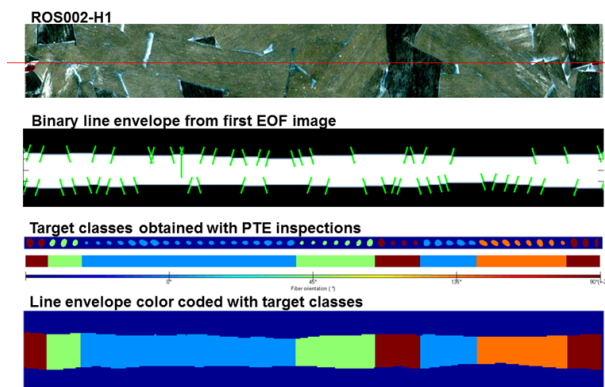 ROS002-H1
Binary line envelope from first EOF image
Target classes obtained with PTE inspections
0° 45° 135°
Fiber orientation (°)
Line envelope color coded with target classes